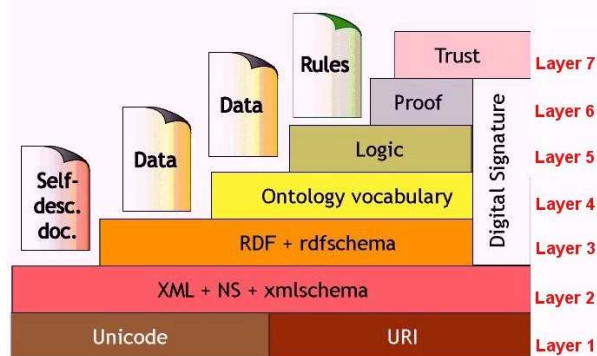 Rules
Trust
Layer 7
Data
Proof
Layer 6
Data
Logic
Layer 5
Digital Signature
Self-
desc.
doc.
Ontology vocabulary
Layer 4
RDF + rdfschema
Layer 3
XML + NS + xmlschema
Layer 2
Unicode
URI
Layer 1